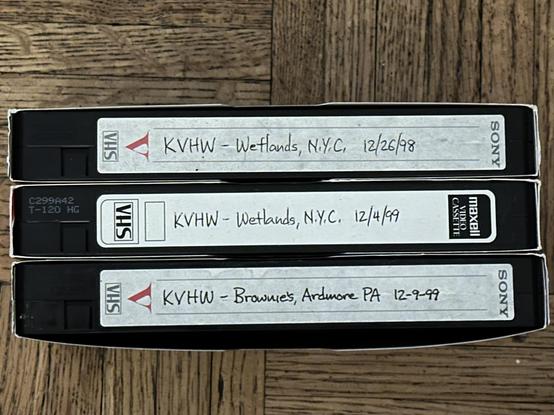 VHS V KVHW - Wetlands, N.Y.C. 12/26/98 SONY
C299A42
T-120 HG
VHS KVHW - Wetlands, N.Y.C. 12/4/99 maxell VIDEO CASSETTE
VHS V KVHW - Brownie's, Ardmore PA 12-9-99 SONY